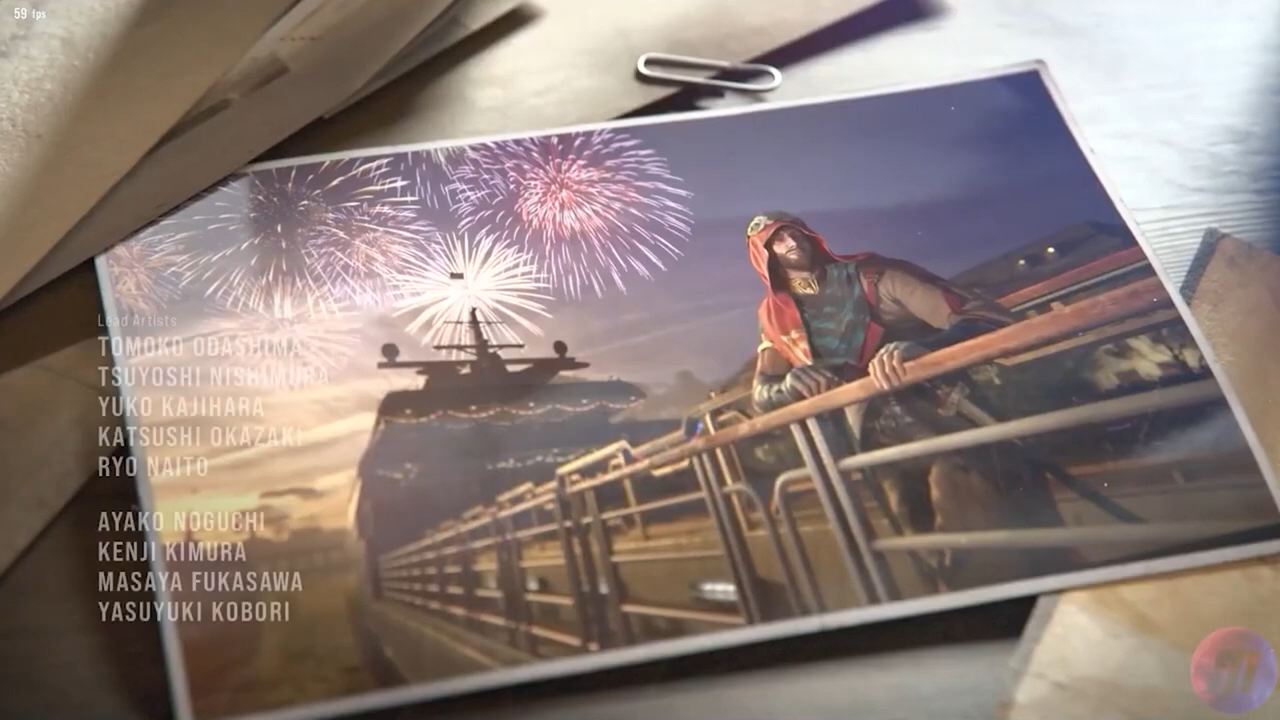 59 fps
Lead Artists
TOMOKO ODASHIMA
TSUYOSHI NISHIMURA
YUKO KAJIHARA
KATSUSHI OKAZAKI
RYO NAITO
AYAKO NOGUCHI
KENJI KIMURA
MASAYA FUKASAWA
YASUYUKI KOBORI